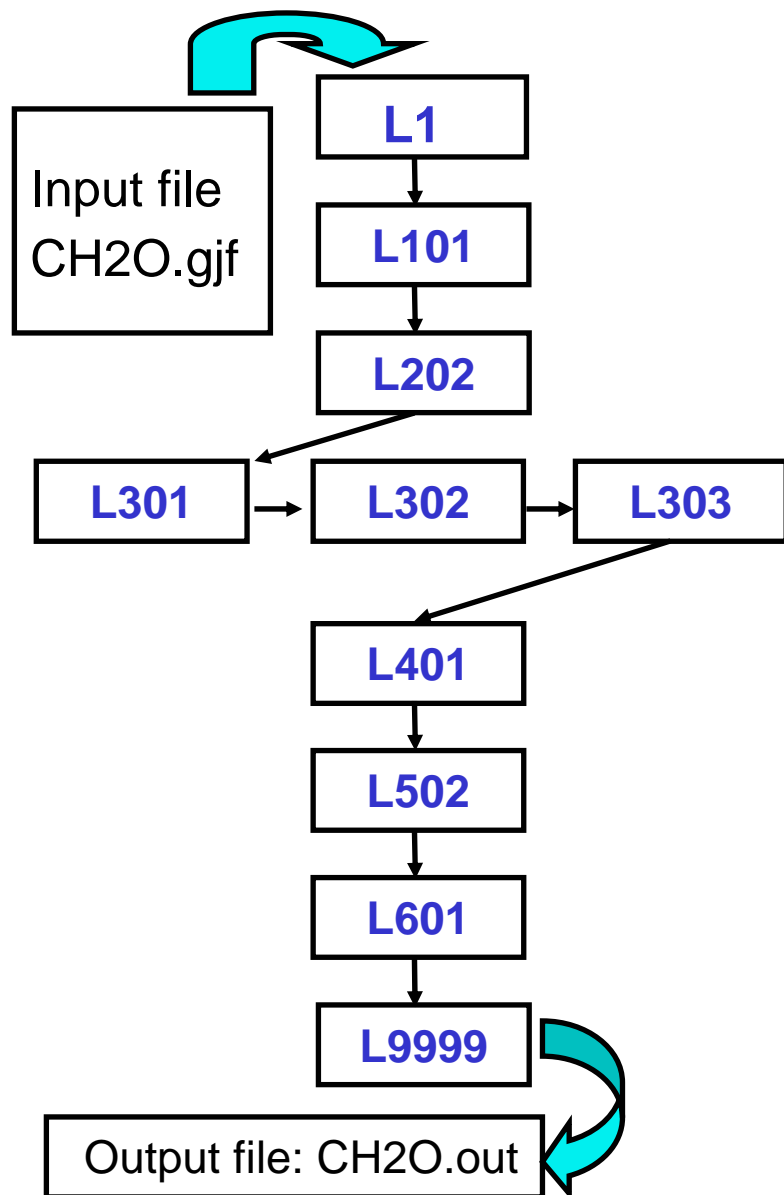 L1
Input file
CH2O.gjf
L101
L202
L301
L302
L303
L401
L502
L601
L9999
Output file: CH2O.out